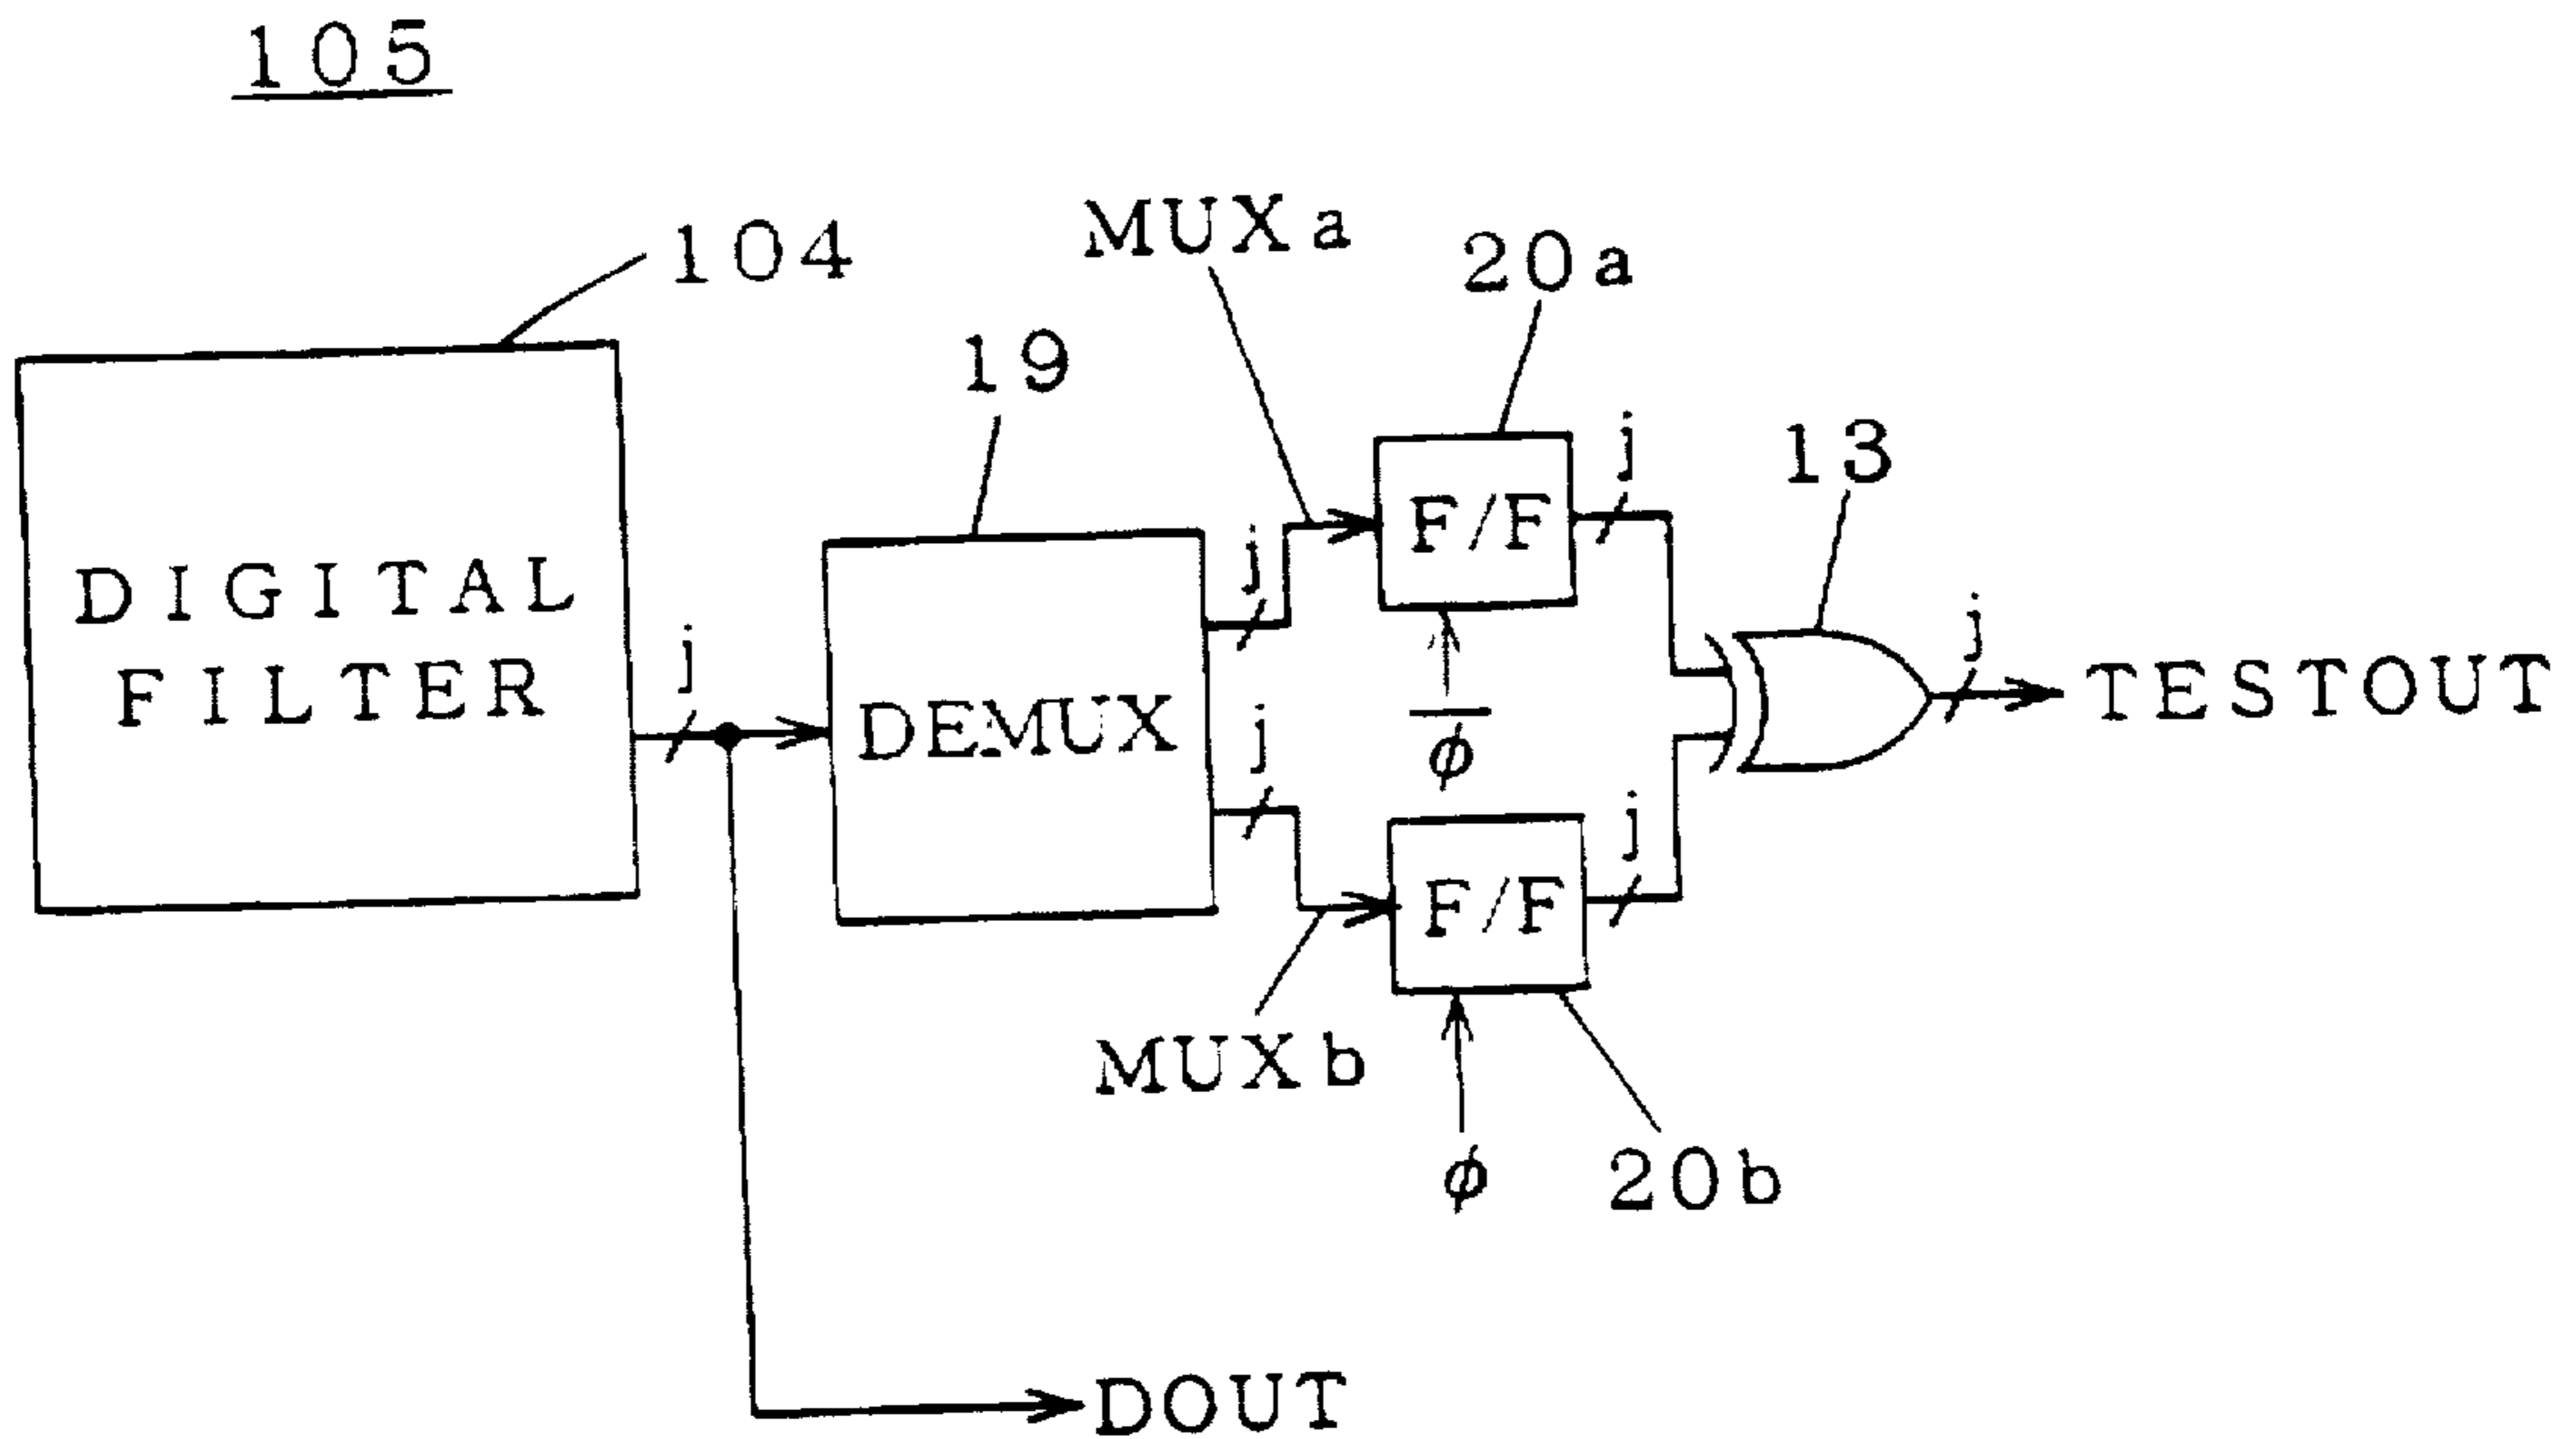 105
104
MUXa
20a
19
j
13
DIGITAL
FILTER
j
j
F/F
j
TESTOUT
DEMUX
j
φ̅
j
F/F
MUXb
φ
20b
DOUT